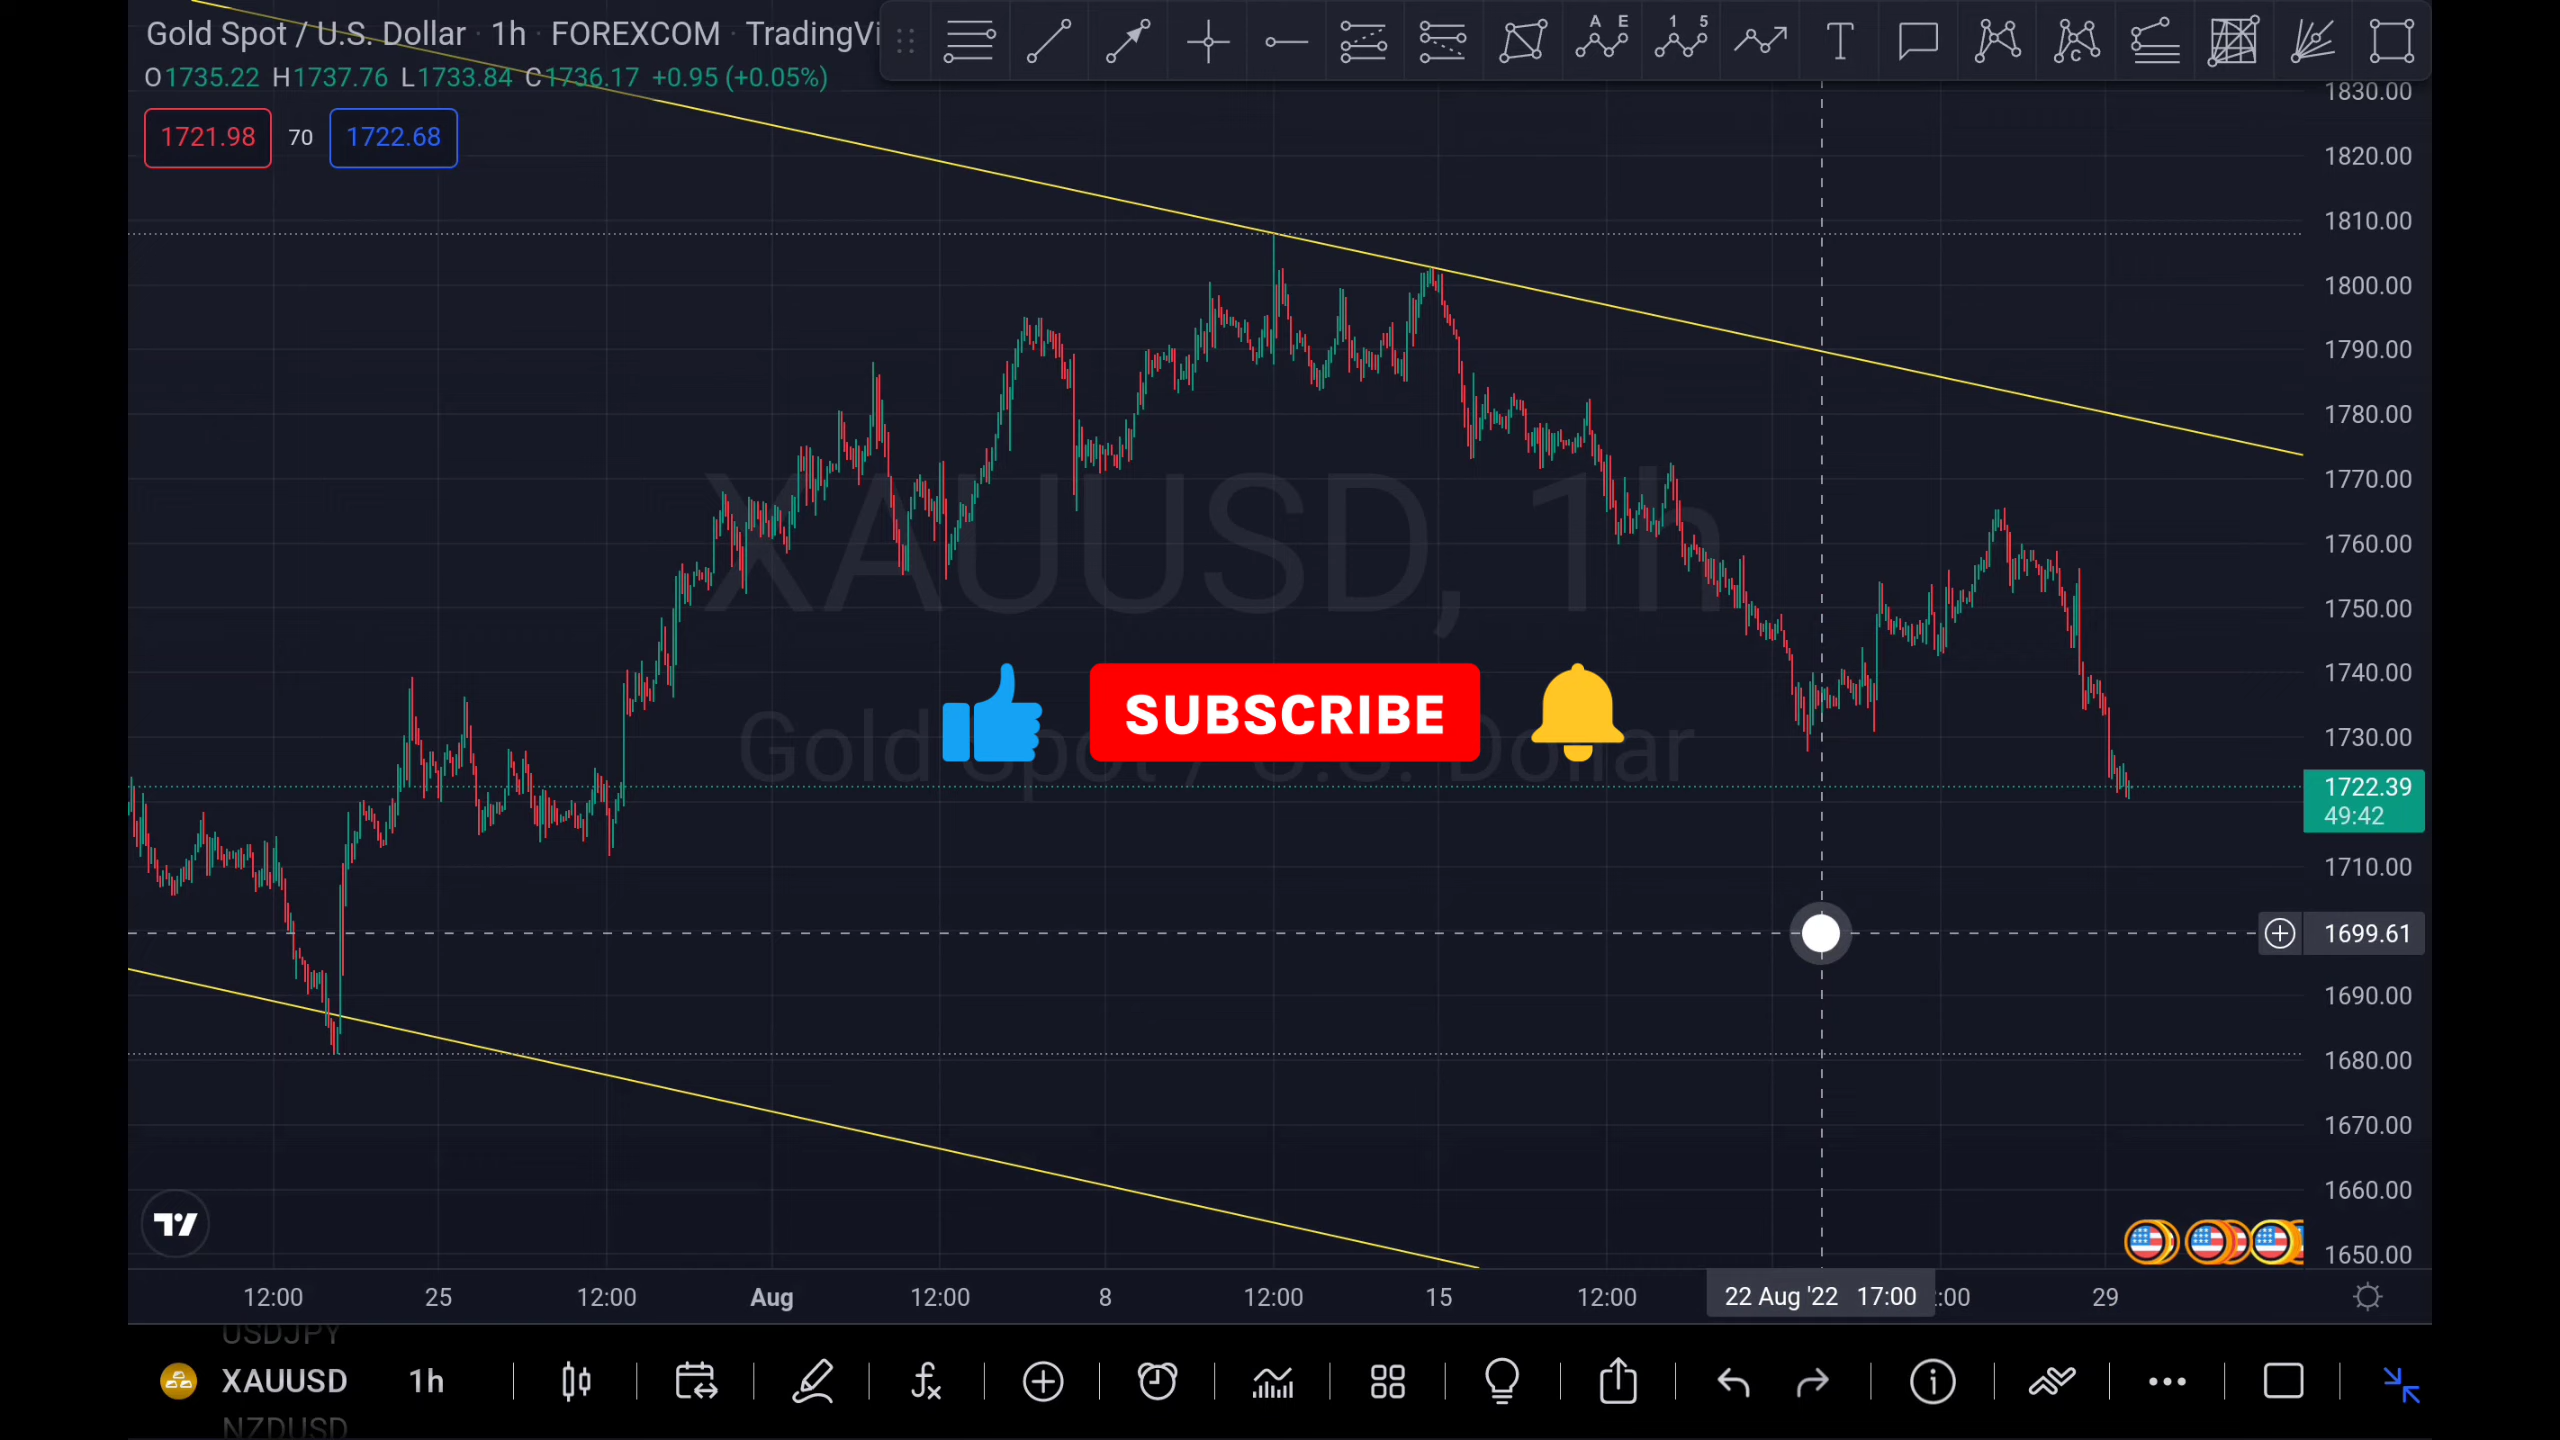 Gold Spot / U.S. Dollar · 1h · FOREXCOM · TradingVi
O1735.22 H1737.76 L1733.84 C1736.17 +0.95 (+0.05%)
1721.98 70 1722.68
A E
1 5
C
1830.00
1820.00
1810.00
1800.00
1790.00
1780.00
1770.00
1760.00
1750.00
1740.00
1730.00
1722.39
49:42
1710.00
1699.61
1690.00
1680.00
1670.00
1660.00
1650.00
XAUUSD, 1h
Gold Spot / U.S. Dollar
SUBSCRIBE
12:00 25 12:00 Aug 12:00 8 12:00 15 12:00 22 Aug '22 17:00 :00 29
USDJPY
XAUUSD 1h
NZDUSD